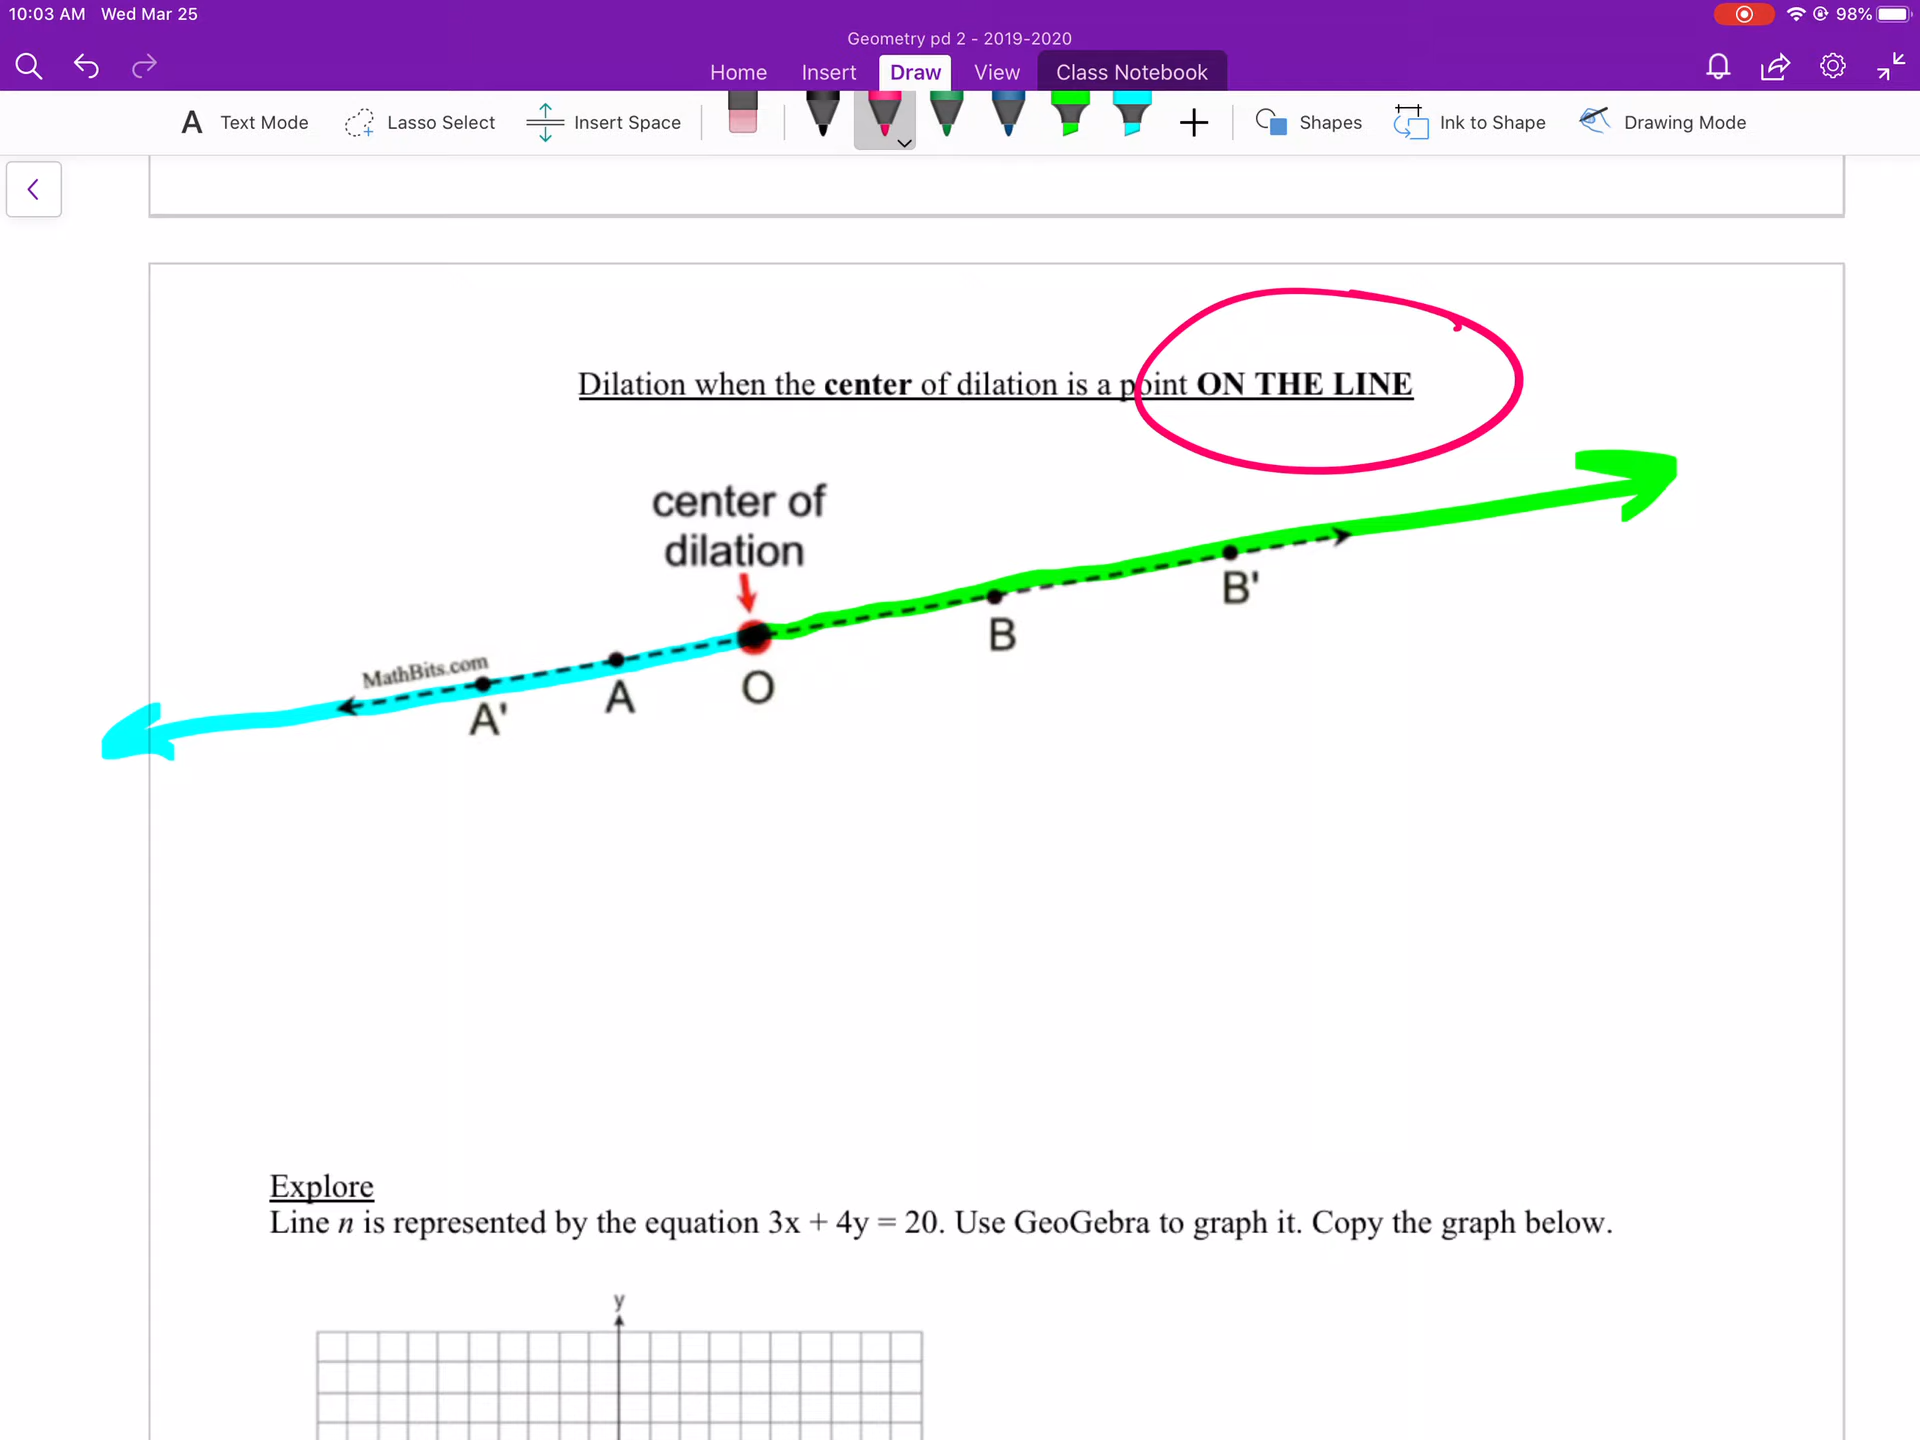 10:03 AM Wed Mar 25
98%
Geometry pd 2 - 2019-2020
Home Insert Draw View Class Notebook
A Text Mode Lasso Select Insert Space Shapes Ink to Shape Drawing Mode
Dilation when the center of dilation is a point ON THE LINE
center of
dilation
B'
B
MathBits.com
O
A
A'
Explore
Line n is represented by the equation 3x + 4y = 20. Use GeoGebra to graph it. Copy the graph below.
y